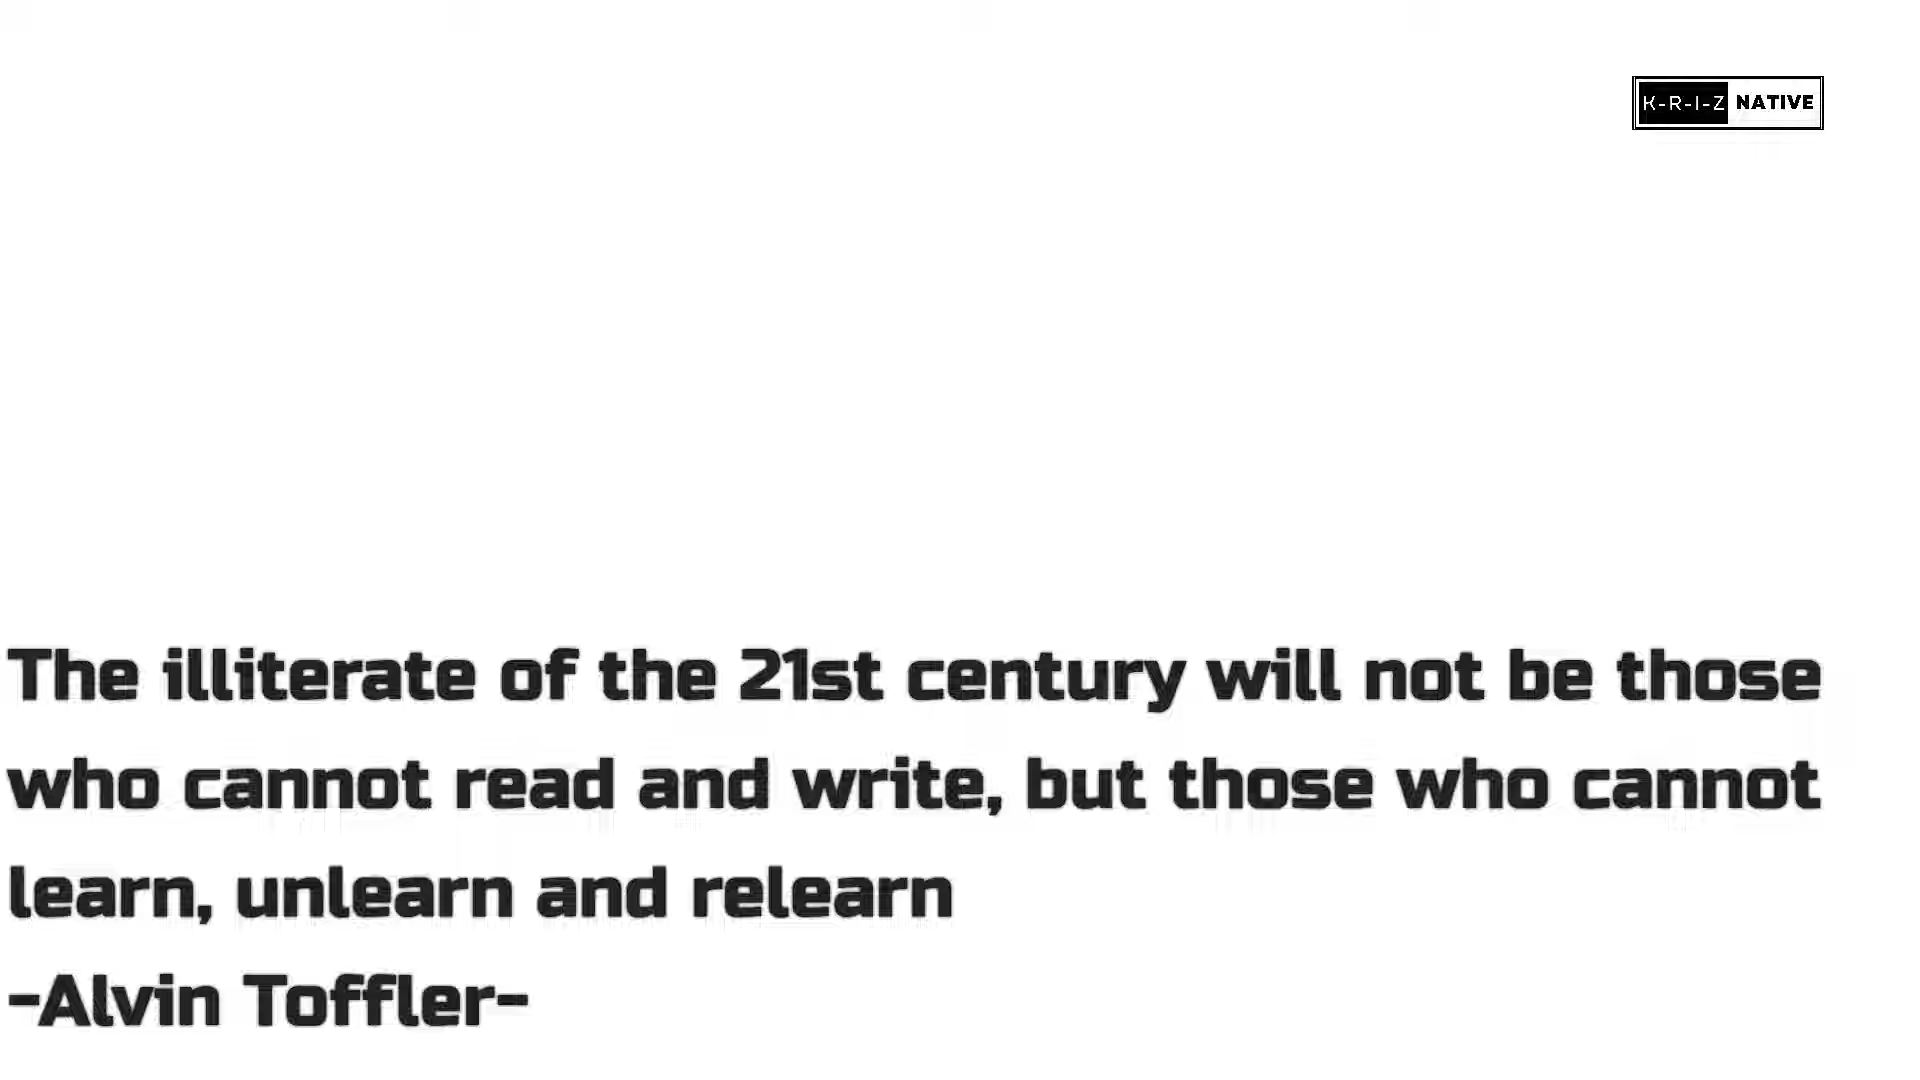 K-R-I-Z NATIVE
The illiterate of the 21st century will not be those
who cannot read and write, but those who cannot
learn, unlearn and relearn
-Alvin Toffler-